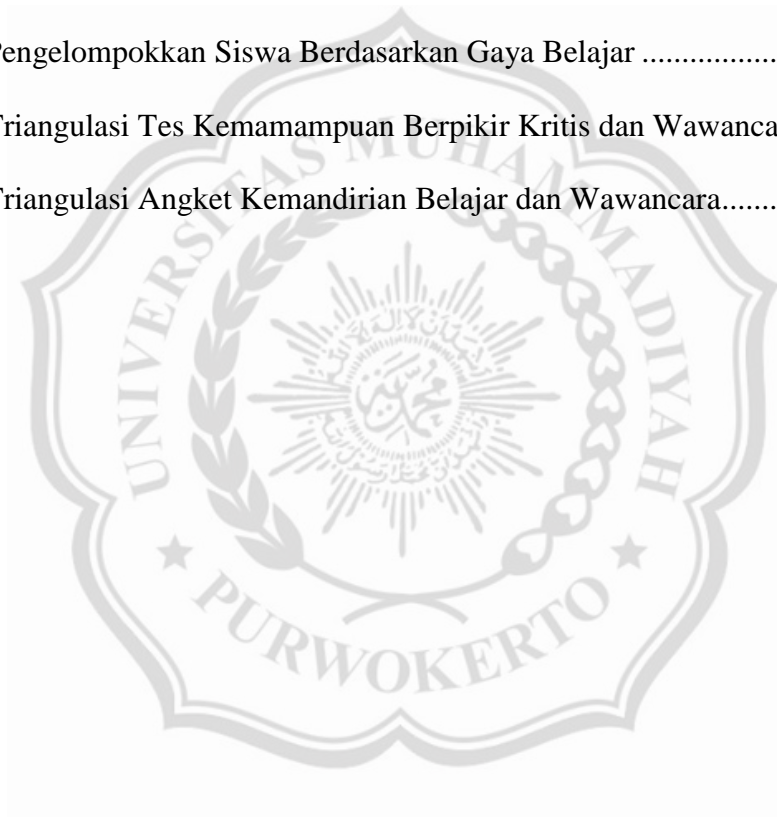 Pengelompokkan Siswa Berdasarkan Gaya Belajar .................
Triangulasi Tes Kemamampuan Berpikir Kritis dan Wawanca
Triangulasi Angket Kemandirian Belajar dan Wawancara.......
UNIVERSITAS MUHAMMADIYAH
PURWOKERTO